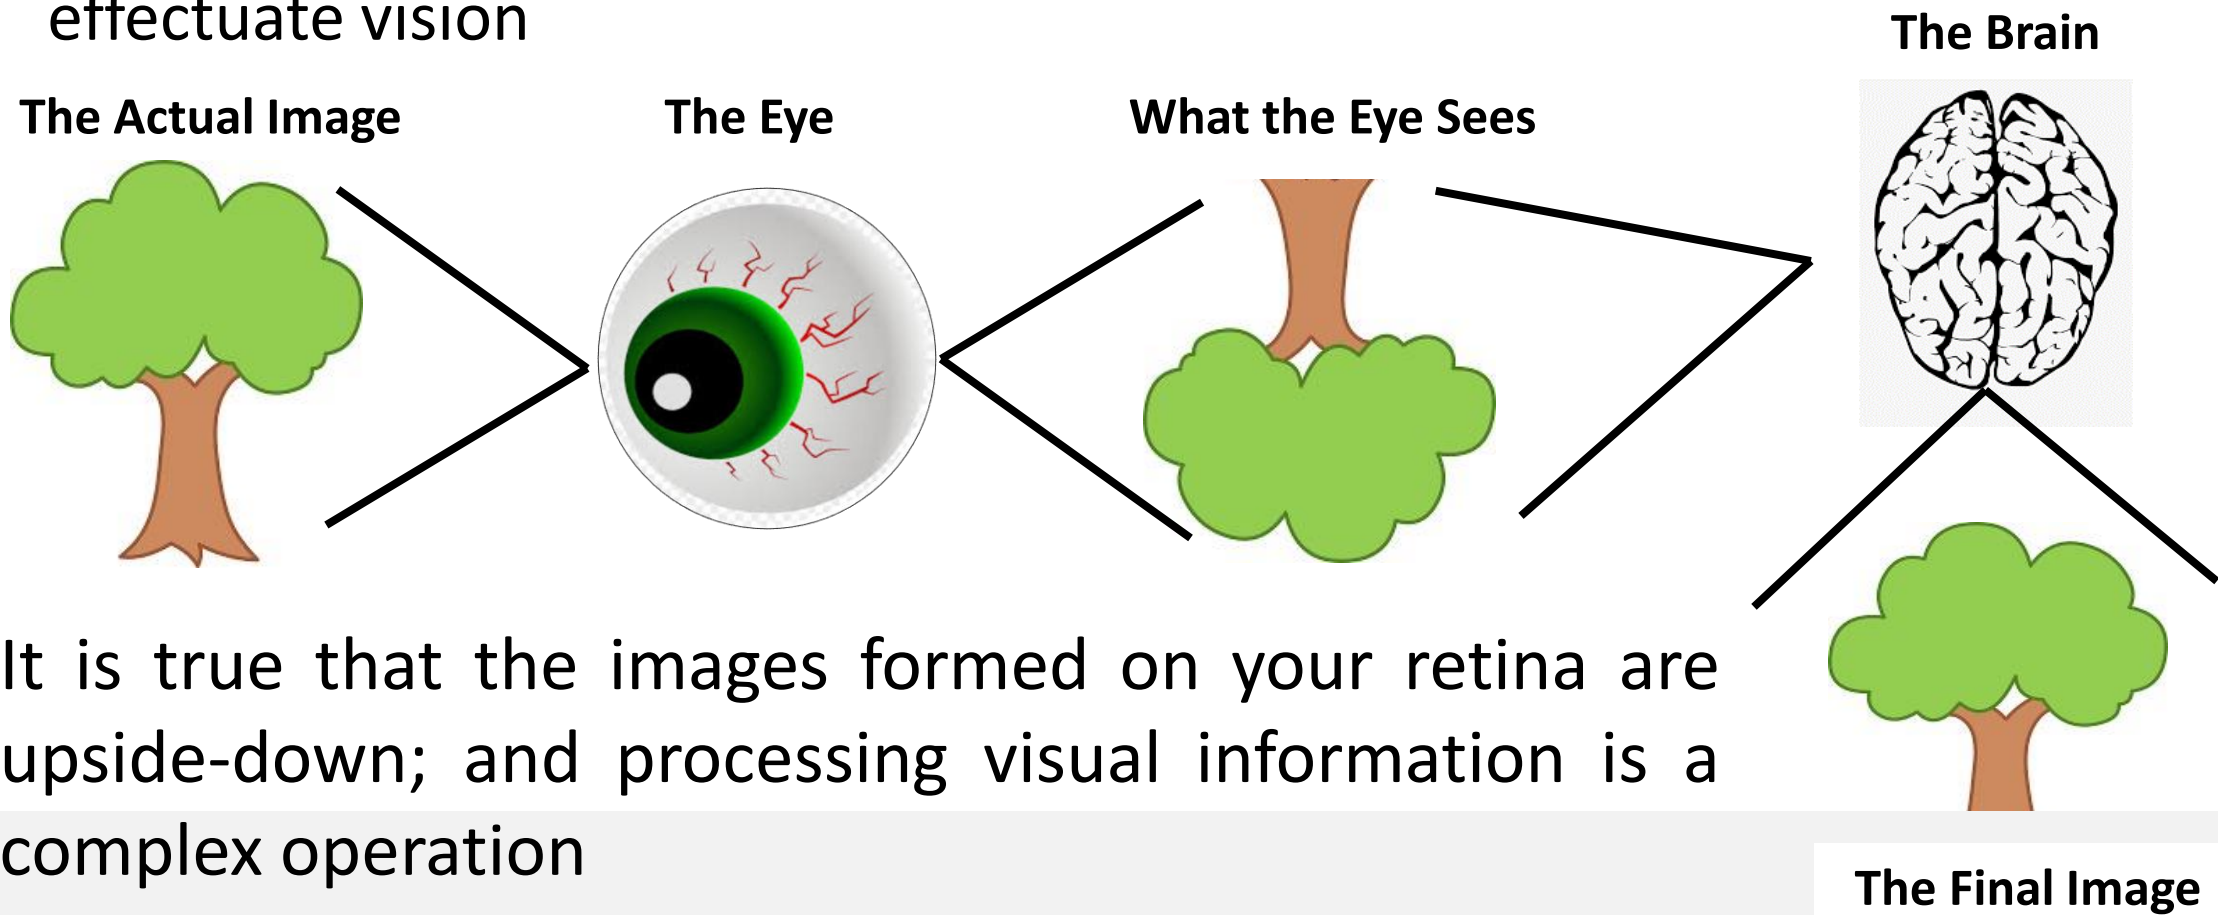 effectuate vision
The Brain
The Actual Image
The Eye
What the Eye Sees
It is true that the images formed on your retina are
upside-down; and processing visual information is a
complex operation
The Final Image